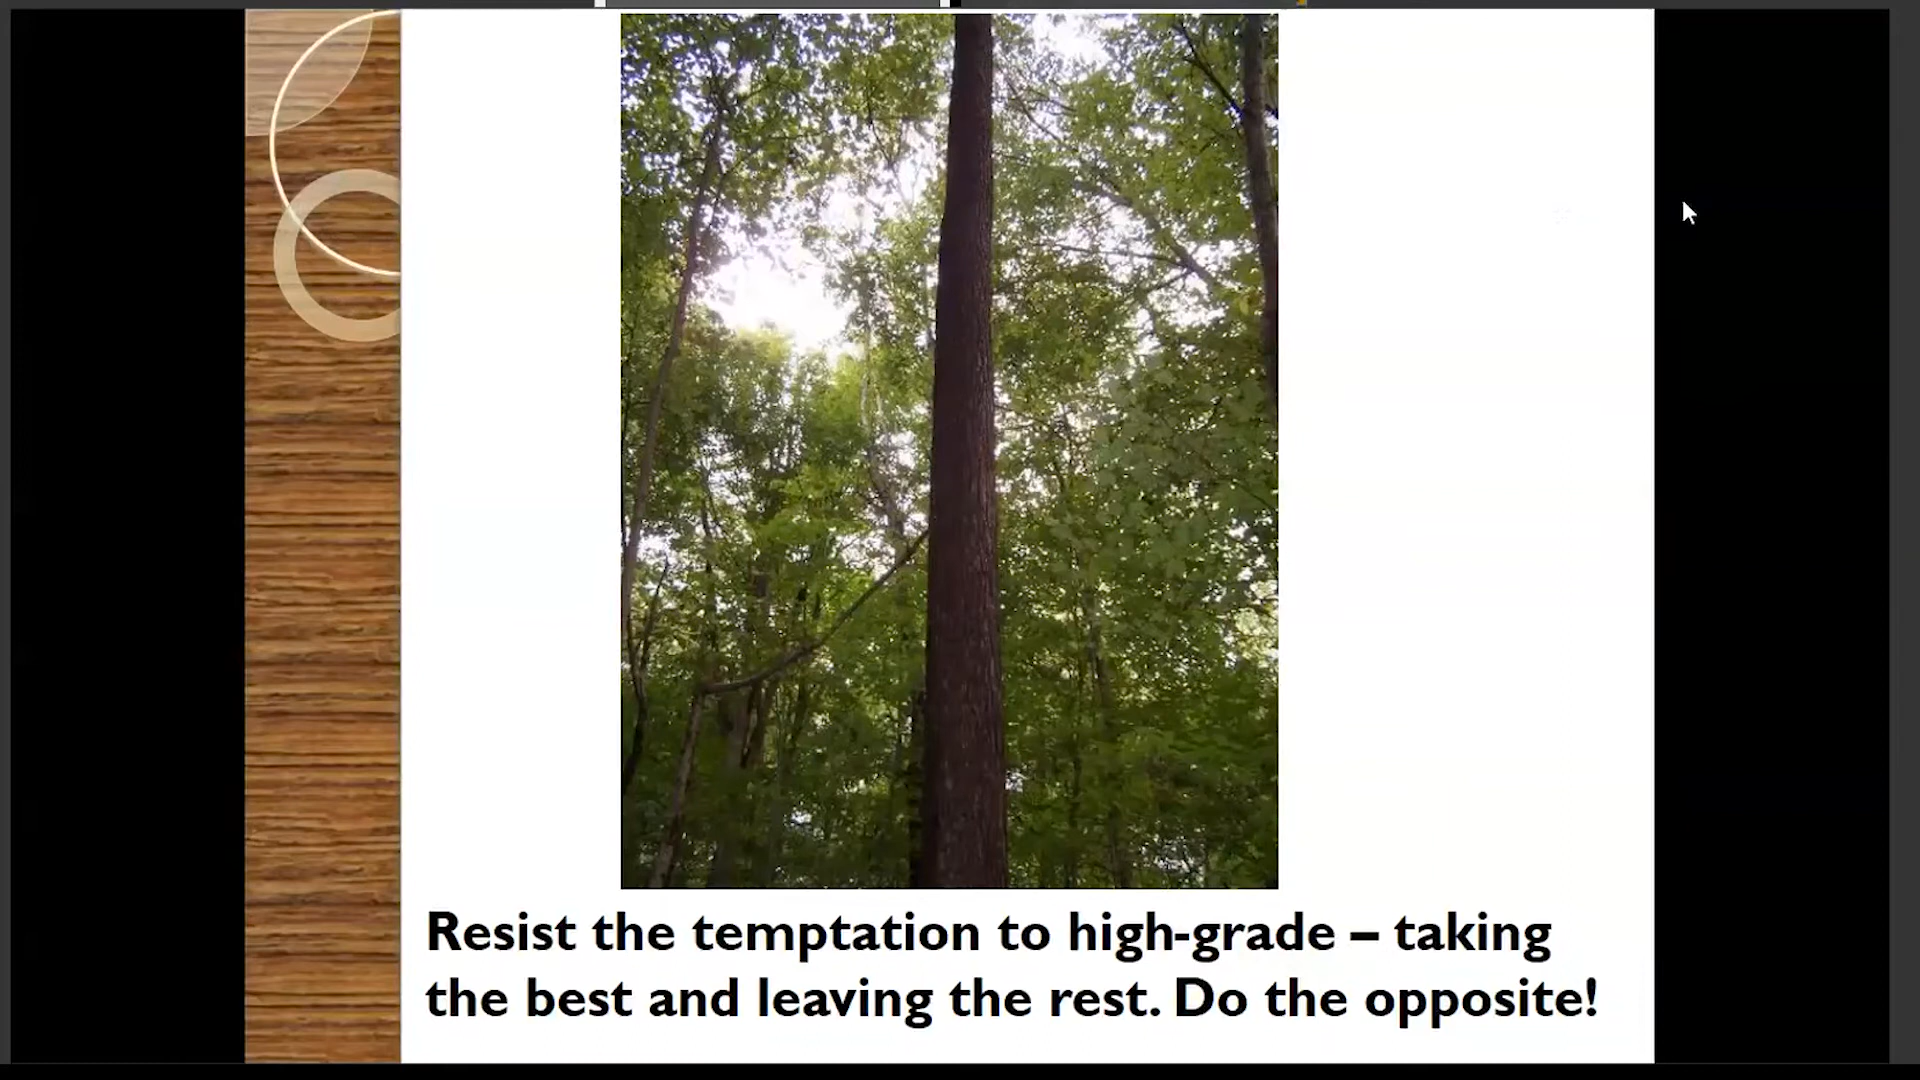 Resist the temptation to high-grade – taking
the best and leaving the rest. Do the opposite!